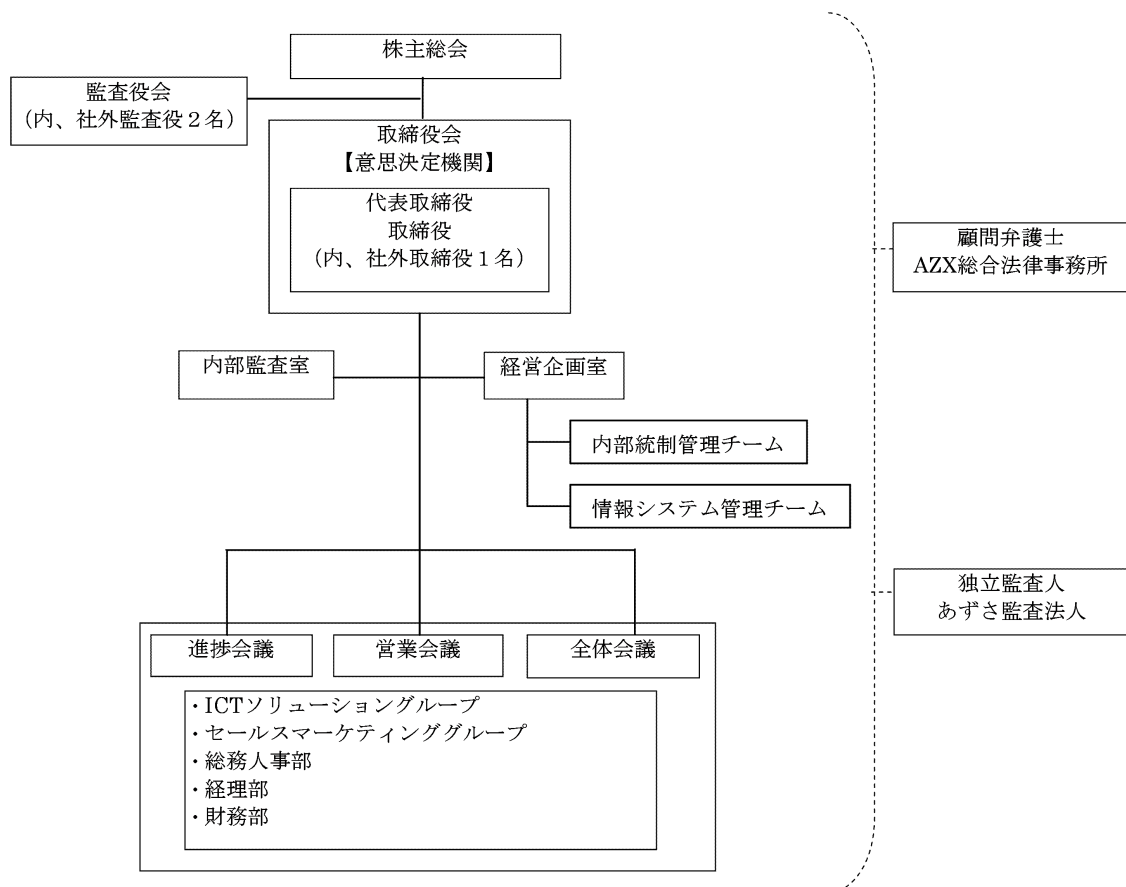 株主総会
監査役会
（内、社外監査役２名）
取締役会
【意思決定機関】
代表取締役
取締役
（内、社外取締役１名）
顧問弁護士
AZX総合法律事務所
内部監査室
経営企画室
内部統制管理チーム
情報システム管理チーム
独立監査人
あずさ監査法人
進捗会議
営業会議
全体会議
・ICTソリューショングループ
・セールスマーケティンググループ
・総務人事部
・経理部
・財務部